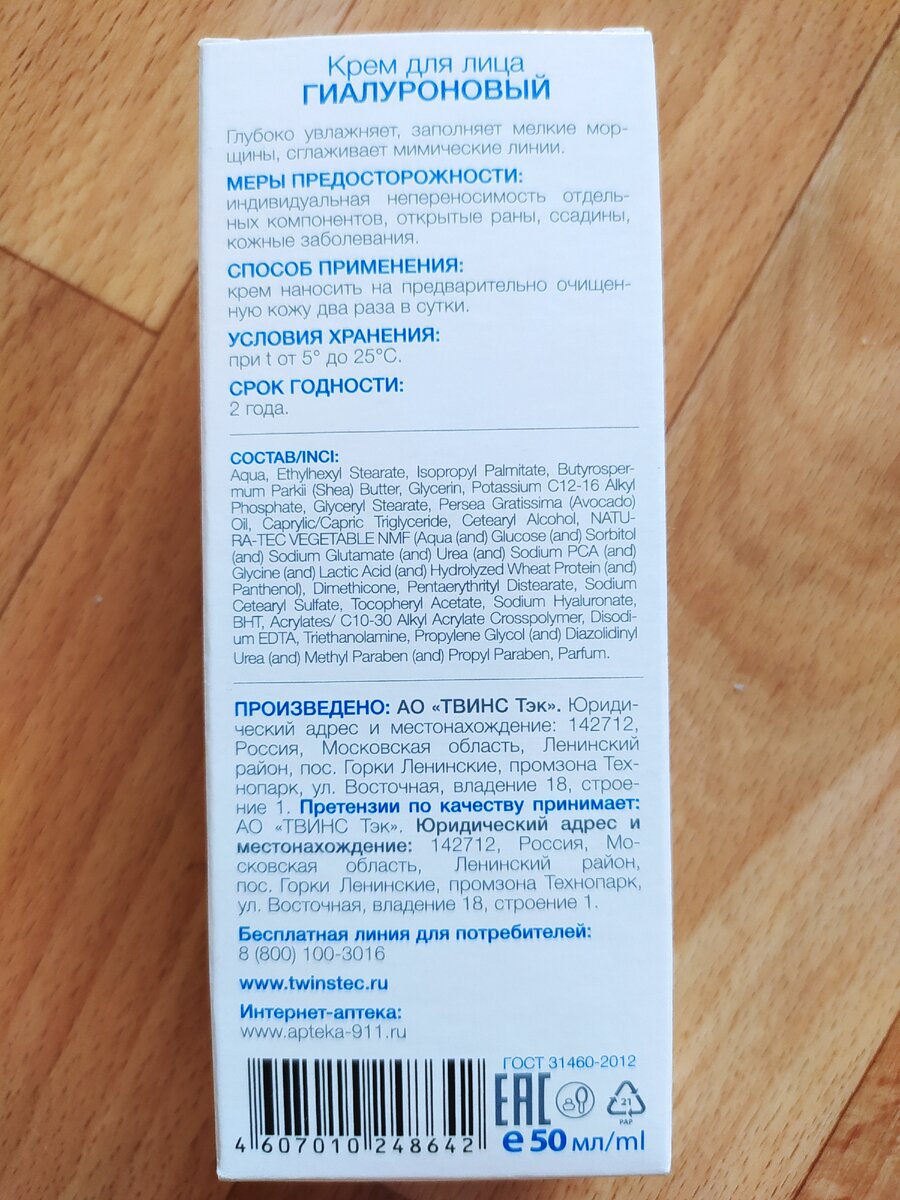 Крем для лица
ГИАЛУРОНОВЫЙ
Глубоко увлажняет, заполняет мелкие мор-
щины, сглаживает мимические линии.
МЕРЫ ПРЕДОСТОРОЖНОСТИ:
индивидуальная непереносимость отдель-
ных компонентов, открытые раны, ссадины,
кожные заболевания.
СПОСОБ ПРИМЕНЕНИЯ:
крем наносить на предварительно очищен-
ную кожу два раза в сутки.
УСЛОВИЯ ХРАНЕНИЯ:
при t от 5° до 25°С.
СРОК ГОДНОСТИ:
2 года.
СОСТАВ/INCI:
Aqua, Ethylhexyl Stearate, Isopropyl Palmitate, Butyrosper-
mum Parkii (Shea) Butter, Glycerin, Potassium C12-16 Alkyl
Phosphate, Glyceryl Stearate, Persea Gratissima (Avocado)
Oil, Caprylic/Capric Triglyceride, Cetearyl Alcohol, NATU-
RA-TEC VEGETABLE NMF (Aqua (and) Glucose (and) Sorbitol
(and) Sodium Glutamate (and) Urea (and) Sodium PCA (and)
Glycine (and) Lactic Acid (and) Hydrolyzed Wheat Protein (and)
Panthenol), Dimethicone, Pentaerythrityl Distearate, Sodium
Cetearyl Sulfate, Tocopheryl Acetate, Sodium Hyaluronate,
BHT, Acrylates/ C10-30 Alkyl Acrylate Crosspolymer, Disodi-
um EDTA, Triethanolamine, Propylene Glycol (and) Diazolidinyl
Urea (and) Methyl Paraben (and) Propyl Paraben, Parfum.
ПРОИЗВЕДЕНО: АО «ТВИНС Тэк». Юриди-
ческий адрес и местонахождение: 142712,
Россия, Московская область, Ленинский
район, пос. Горки Ленинские, промзона Тех-
нопарк, ул. Восточная, владение 18, строе-
ние 1. Претензии по качеству принимает:
АО «ТВИНС Тэк». Юридический адрес и
местонахождение: 142712, Россия, Мо-
сковская область, Ленинский район,
пос. Горки Ленинские, промзона Технопарк,
ул. Восточная, владение 18, строение 1.
Бесплатная линия для потребителей:
8 (800) 100-3016
www.twinstec.ru
Интернет-аптека:
www.apteka-911.ru
ГОСТ 31460-2012
EAC
21
PAP
4 607010 248642
e 50 мл/ml